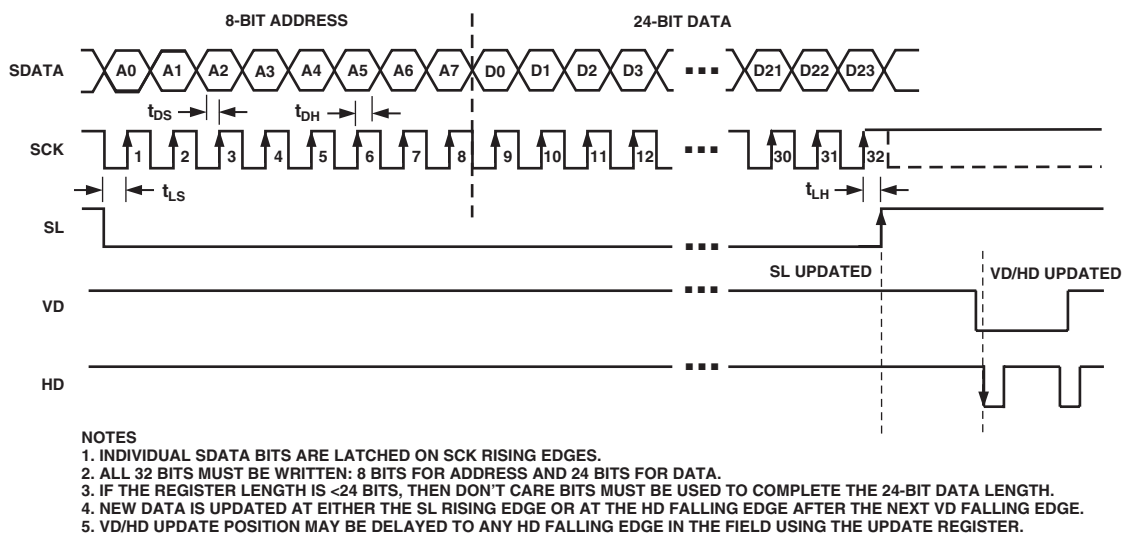 8-BIT ADDRESS 24-BIT DATA
SDATA A0 A1 A2 A3 A4 A5 A6 A7 D0 D1 D2 D3 ... D21 D22 D23
tDS tDH
SCK 1 2 3 4 5 6 7 8 9 10 11 12 ... 30 31 32
tLS tLH
SL ...
SL UPDATED VD/HD UPDATED
VD ...
HD ...
NOTES
1. INDIVIDUAL SDATA BITS ARE LATCHED ON SCK RISING EDGES.
2. ALL 32 BITS MUST BE WRITTEN: 8 BITS FOR ADDRESS AND 24 BITS FOR DATA.
3. IF THE REGISTER LENGTH IS <24 BITS, THEN DON'T CARE BITS MUST BE USED TO COMPLETE THE 24-BIT DATA LENGTH.
4. NEW DATA IS UPDATED AT EITHER THE SL RISING EDGE OR AT THE HD FALLING EDGE AFTER THE NEXT VD FALLING EDGE.
5. VD/HD UPDATE POSITION MAY BE DELAYED TO ANY HD FALLING EDGE IN THE FIELD USING THE UPDATE REGISTER.